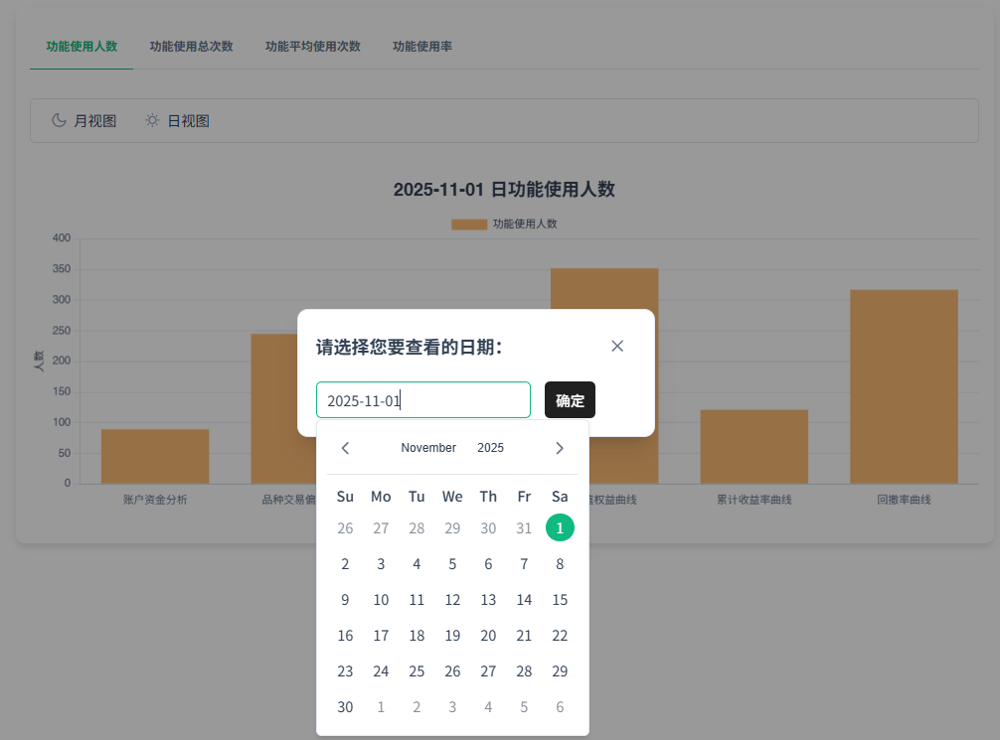 功能使用人数 功能使用总次数 功能平均使用次数 功能使用率
月视图 日视图
2025-11-01 日功能使用人数
功能使用人数
人数
400
350
300
250
200
150
100
50
0
账户资金分析 品种交易偏 权益曲线 累计收益率曲线 回撤率曲线
请选择您要查看的日期：
2025-11-01 确定
November 2025
Su Mo Tu We Th Fr Sa
26 27 28 29 30 31 1
2 3 4 5 6 7 8
9 10 11 12 13 14 15
16 17 18 19 20 21 22
23 24 25 26 27 28 29
30 1 2 3 4 5 6